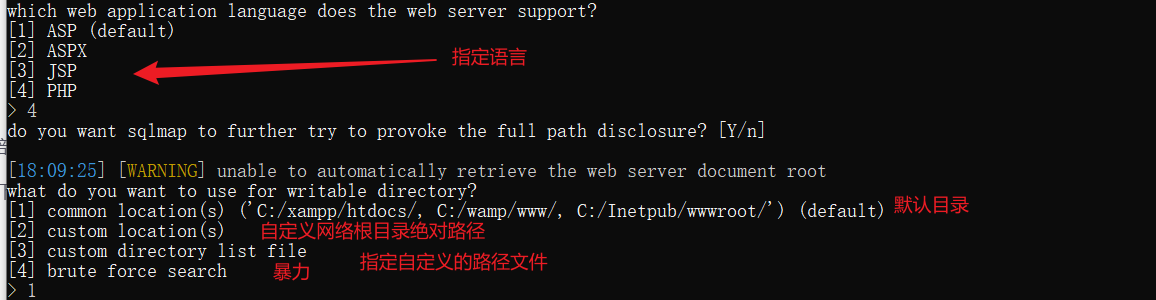 which web application language does the web server support?
[1] ASP (default)
[2] ASPX
[3] JSP
指定语言
[4] PHP
> 4
do you want sqlmap to further try to provoke the full path disclosure? [Y/n]
[18:09:25] [WARNING] unable to automatically retrieve the web server document root
what do you want to use for writable directory?
[1] common location(s) ('C:/xampp/htdocs/, C:/wamp/www/, C:/Inetpub/wwwroot/') (default) 默认目录
[2] custom location(s) 自定义网络根目录绝对路径
[3] custom directory list file 指定自定义的路径文件
[4] brute force search 暴力
> 1